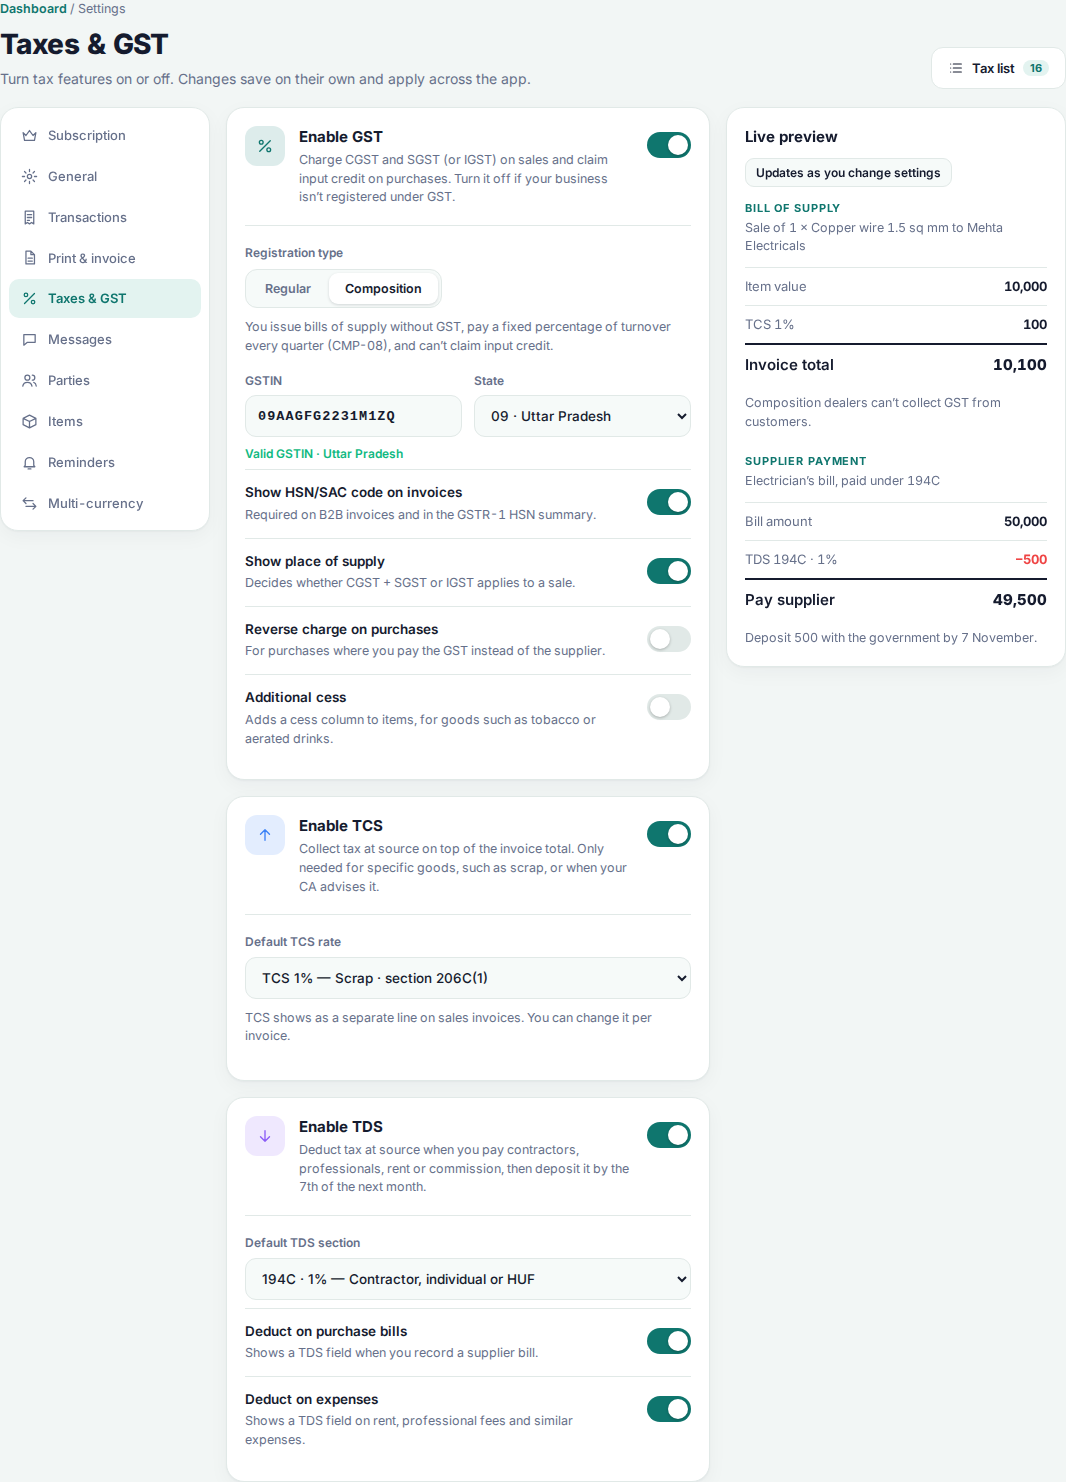 Dashboard / Settings
Taxes & GST
Turn tax features on or off. Changes save on their own and apply across the app.
Tax list 16
Subscription
General
Transactions
Print & invoice
Taxes & GST
Messages
Parties
Items
Reminders
Multi-currency
Enable GST
Charge CGST and SGST (or IGST) on sales and claim
input credit on purchases. Turn it off if your business
isn’t registered under GST.
Registration type
Regular Composition
You issue bills of supply without GST, pay a fixed percentage of turnover
every quarter (CMP-08), and can’t claim input credit.
GSTIN State
09AAGFG2231M1ZQ 09 · Uttar Pradesh
Valid GSTIN · Uttar Pradesh
Show HSN/SAC code on invoices
Required on B2B invoices and in the GSTR-1 HSN summary.
Show place of supply
Decides whether CGST + SGST or IGST applies to a sale.
Reverse charge on purchases
For purchases where you pay the GST instead of the supplier.
Additional cess
Adds a cess column to items, for goods such as tobacco or
aerated drinks.
Enable TCS
Collect tax at source on top of the invoice total. Only
needed for specific goods, such as scrap, or when your
CA advises it.
Default TCS rate
TCS 1% — Scrap · section 206C(1)
TCS shows as a separate line on sales invoices. You can change it per
invoice.
Enable TDS
Deduct tax at source when you pay contractors,
professionals, rent or commission, then deposit it by the
7th of the next month.
Default TDS section
194C · 1% — Contractor, individual or HUF
Deduct on purchase bills
Shows a TDS field when you record a supplier bill.
Deduct on expenses
Shows a TDS field on rent, professional fees and similar
expenses.
Live preview
Updates as you change settings
BILL OF SUPPLY
Sale of 1 × Copper wire 1.5 sq mm to Mehta
Electricals
Item value 10,000
TCS 1% 100
Invoice total 10,100
Composition dealers can’t collect GST from
customers.
SUPPLIER PAYMENT
Electrician’s bill, paid under 194C
Bill amount 50,000
TDS 194C · 1% −500
Pay supplier 49,500
Deposit 500 with the government by 7 November.